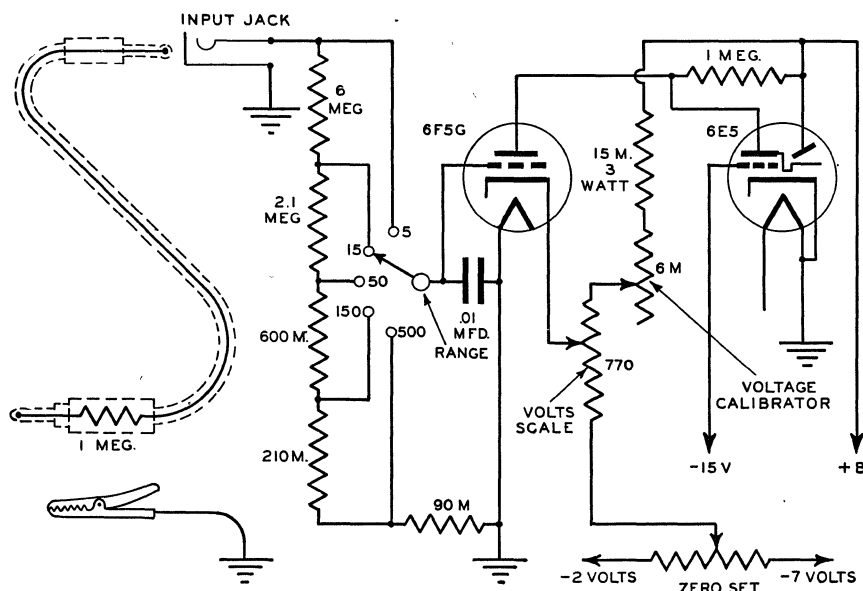 INPUT JACK
6
MEG
2.1
MEG
600 M.
210 M.
5
15
50
150
500
.01
MFD.
RANGE
90 M
1 MEG.
6F5G
1 MEG.
6E5
15 M.
3
WATT
6 M
770
VOLTS
SCALE
VOLTAGE
CALIBRATOR
-15 V
+B
-2 VOLTS
-7 VOLTS
ZERO SET